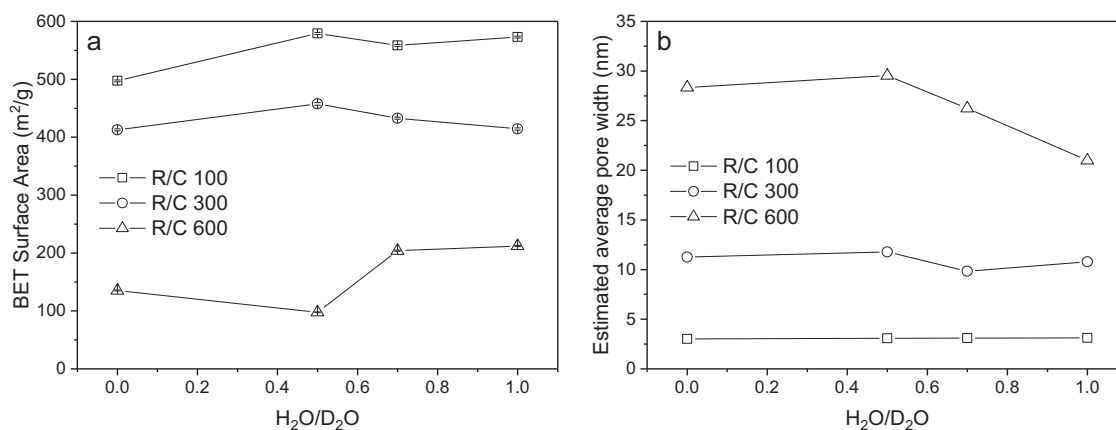 a
600
500
400
300
200
100
0
BET Surface Area (m²/g)
R/C 100
R/C 300
R/C 600
0.0 0.2 0.4 0.6 0.8 1.0
H₂O/D₂O
b
35
30
25
20
15
10
5
0
Estimated average pore width (nm)
R/C 100
R/C 300
R/C 600
0.0 0.2 0.4 0.6 0.8 1.0
H₂O/D₂O